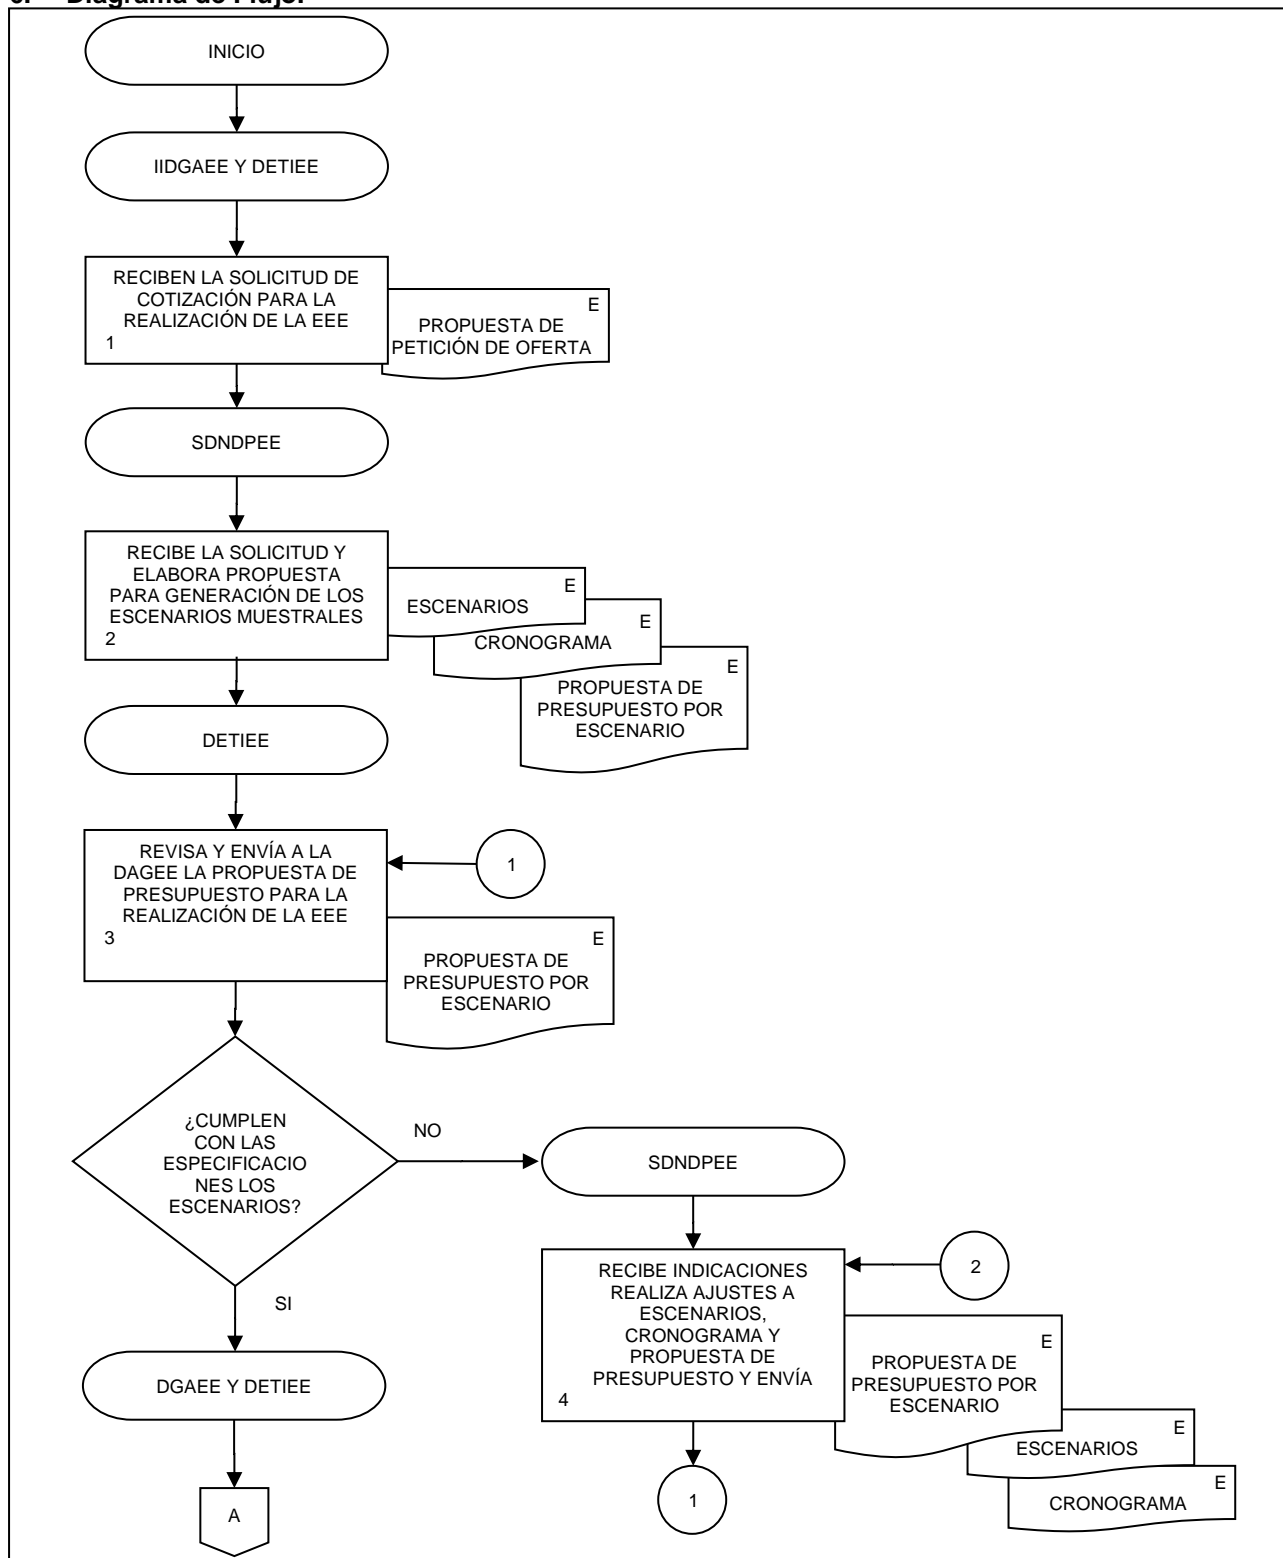 6. Diagrama de Flujo.
INICIO
IIDGAEE Y DETIEE
RECIBEN LA SOLICITUD DE
COTIZACIÓN PARA LA
REALIZACIÓN DE LA EEE
1
E
PROPUESTA DE
PETICIÓN DE OFERTA
SDNDPEE
RECIBE LA SOLICITUD Y
ELABORA PROPUESTA
PARA GENERACIÓN DE LOS
ESCENARIOS MUESTRALES
2
E
ESCENARIOS
E
CRONOGRAMA
E
PROPUESTA DE
PRESUPUESTO POR
ESCENARIO
DETIEE
REVISA Y ENVÍA A LA
DAGEE LA PROPUESTA DE
PRESUPUESTO PARA LA
REALIZACIÓN DE LA EEE
3
1
E
PROPUESTA DE
PRESUPUESTO POR
ESCENARIO
¿CUMPLEN
CON LAS
ESPECIFICACIO
NES LOS
ESCENARIOS?
NO
SDNDPEE
RECIBE INDICACIONES
REALIZA AJUSTES A
ESCENARIOS,
CRONOGRAMA Y
PROPUESTA DE
PRESUPUESTO Y ENVÍA
4
2
E
PROPUESTA DE
PRESUPUESTO POR
ESCENARIO
E
ESCENARIOS
E
CRONOGRAMA
1
SI
DGAEE Y DETIEE
A